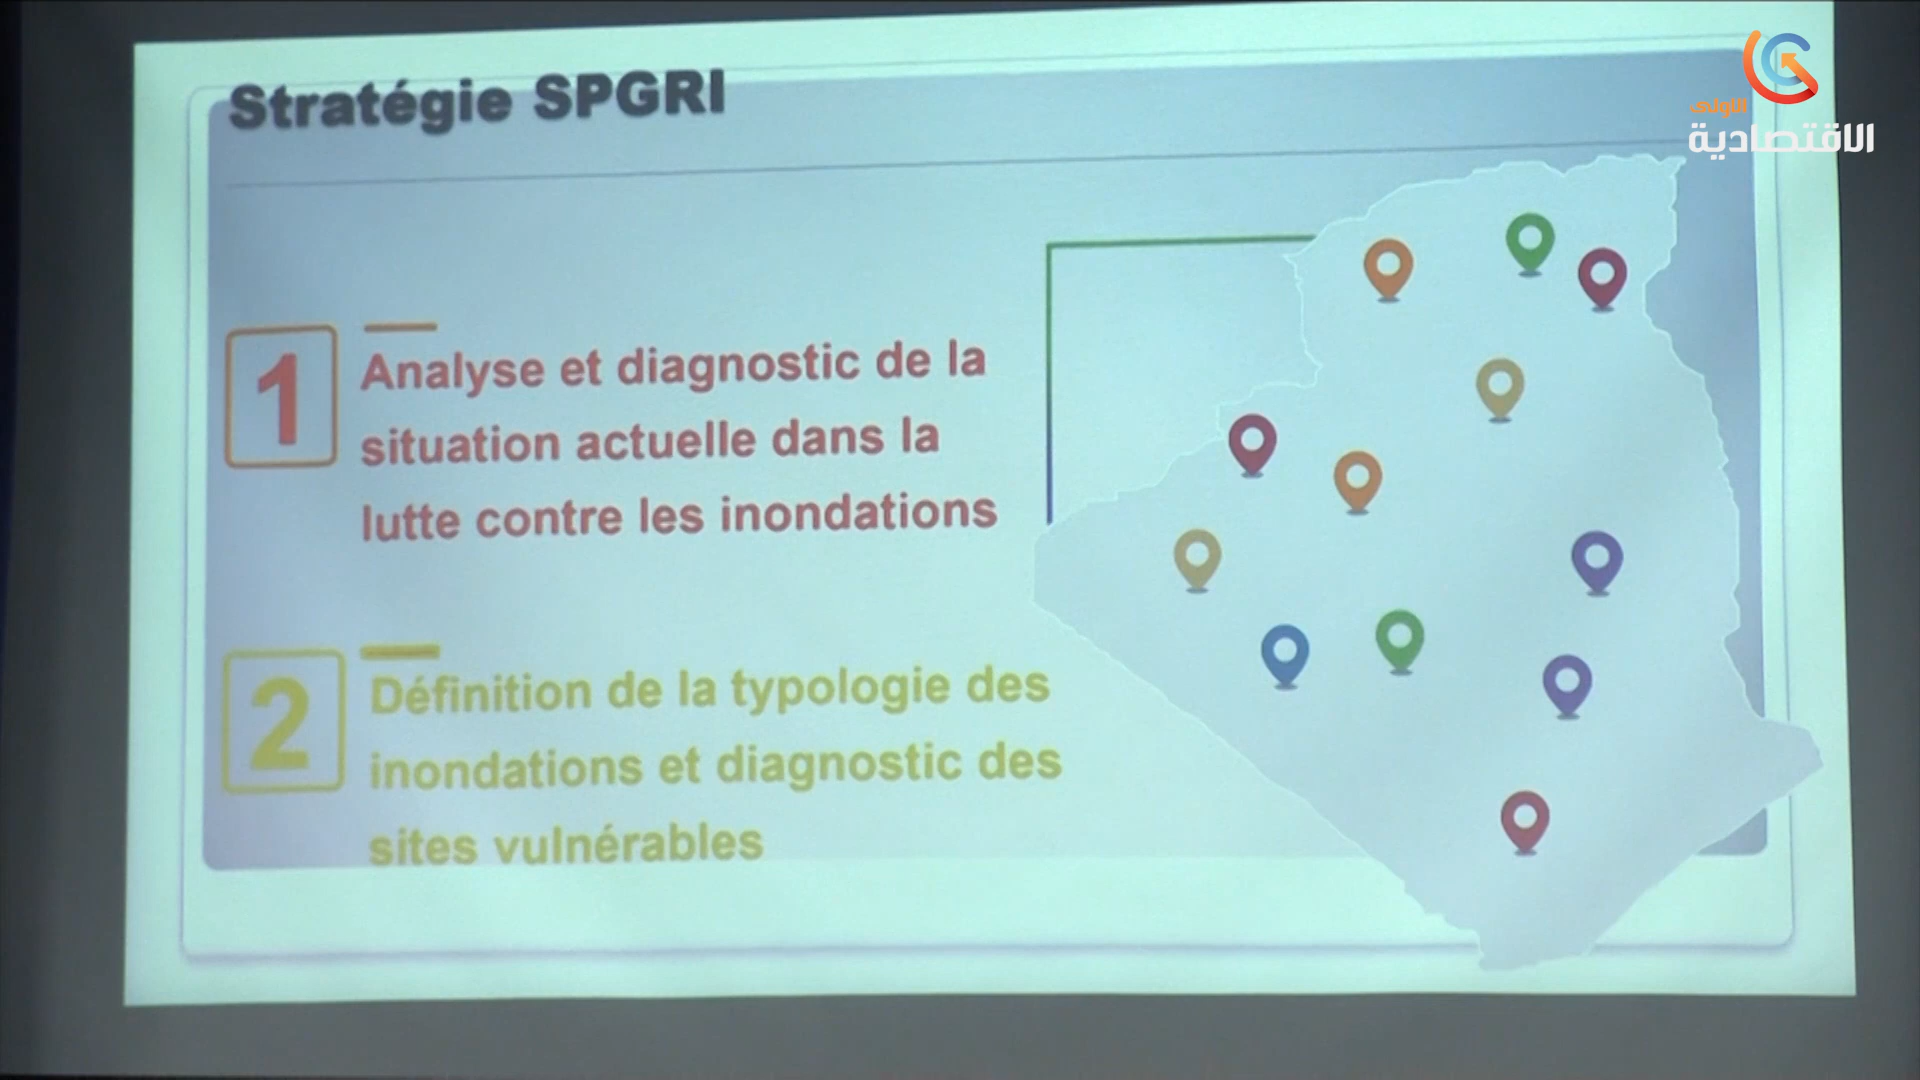 Stratégie SPGRI
الأولى
الاقتصادية
1
Analyse et diagnostic de la
situation actuelle dans la
lutte contre les inondations
2
Définition de la typologie des
inondations et diagnostic des
sites vulnérables